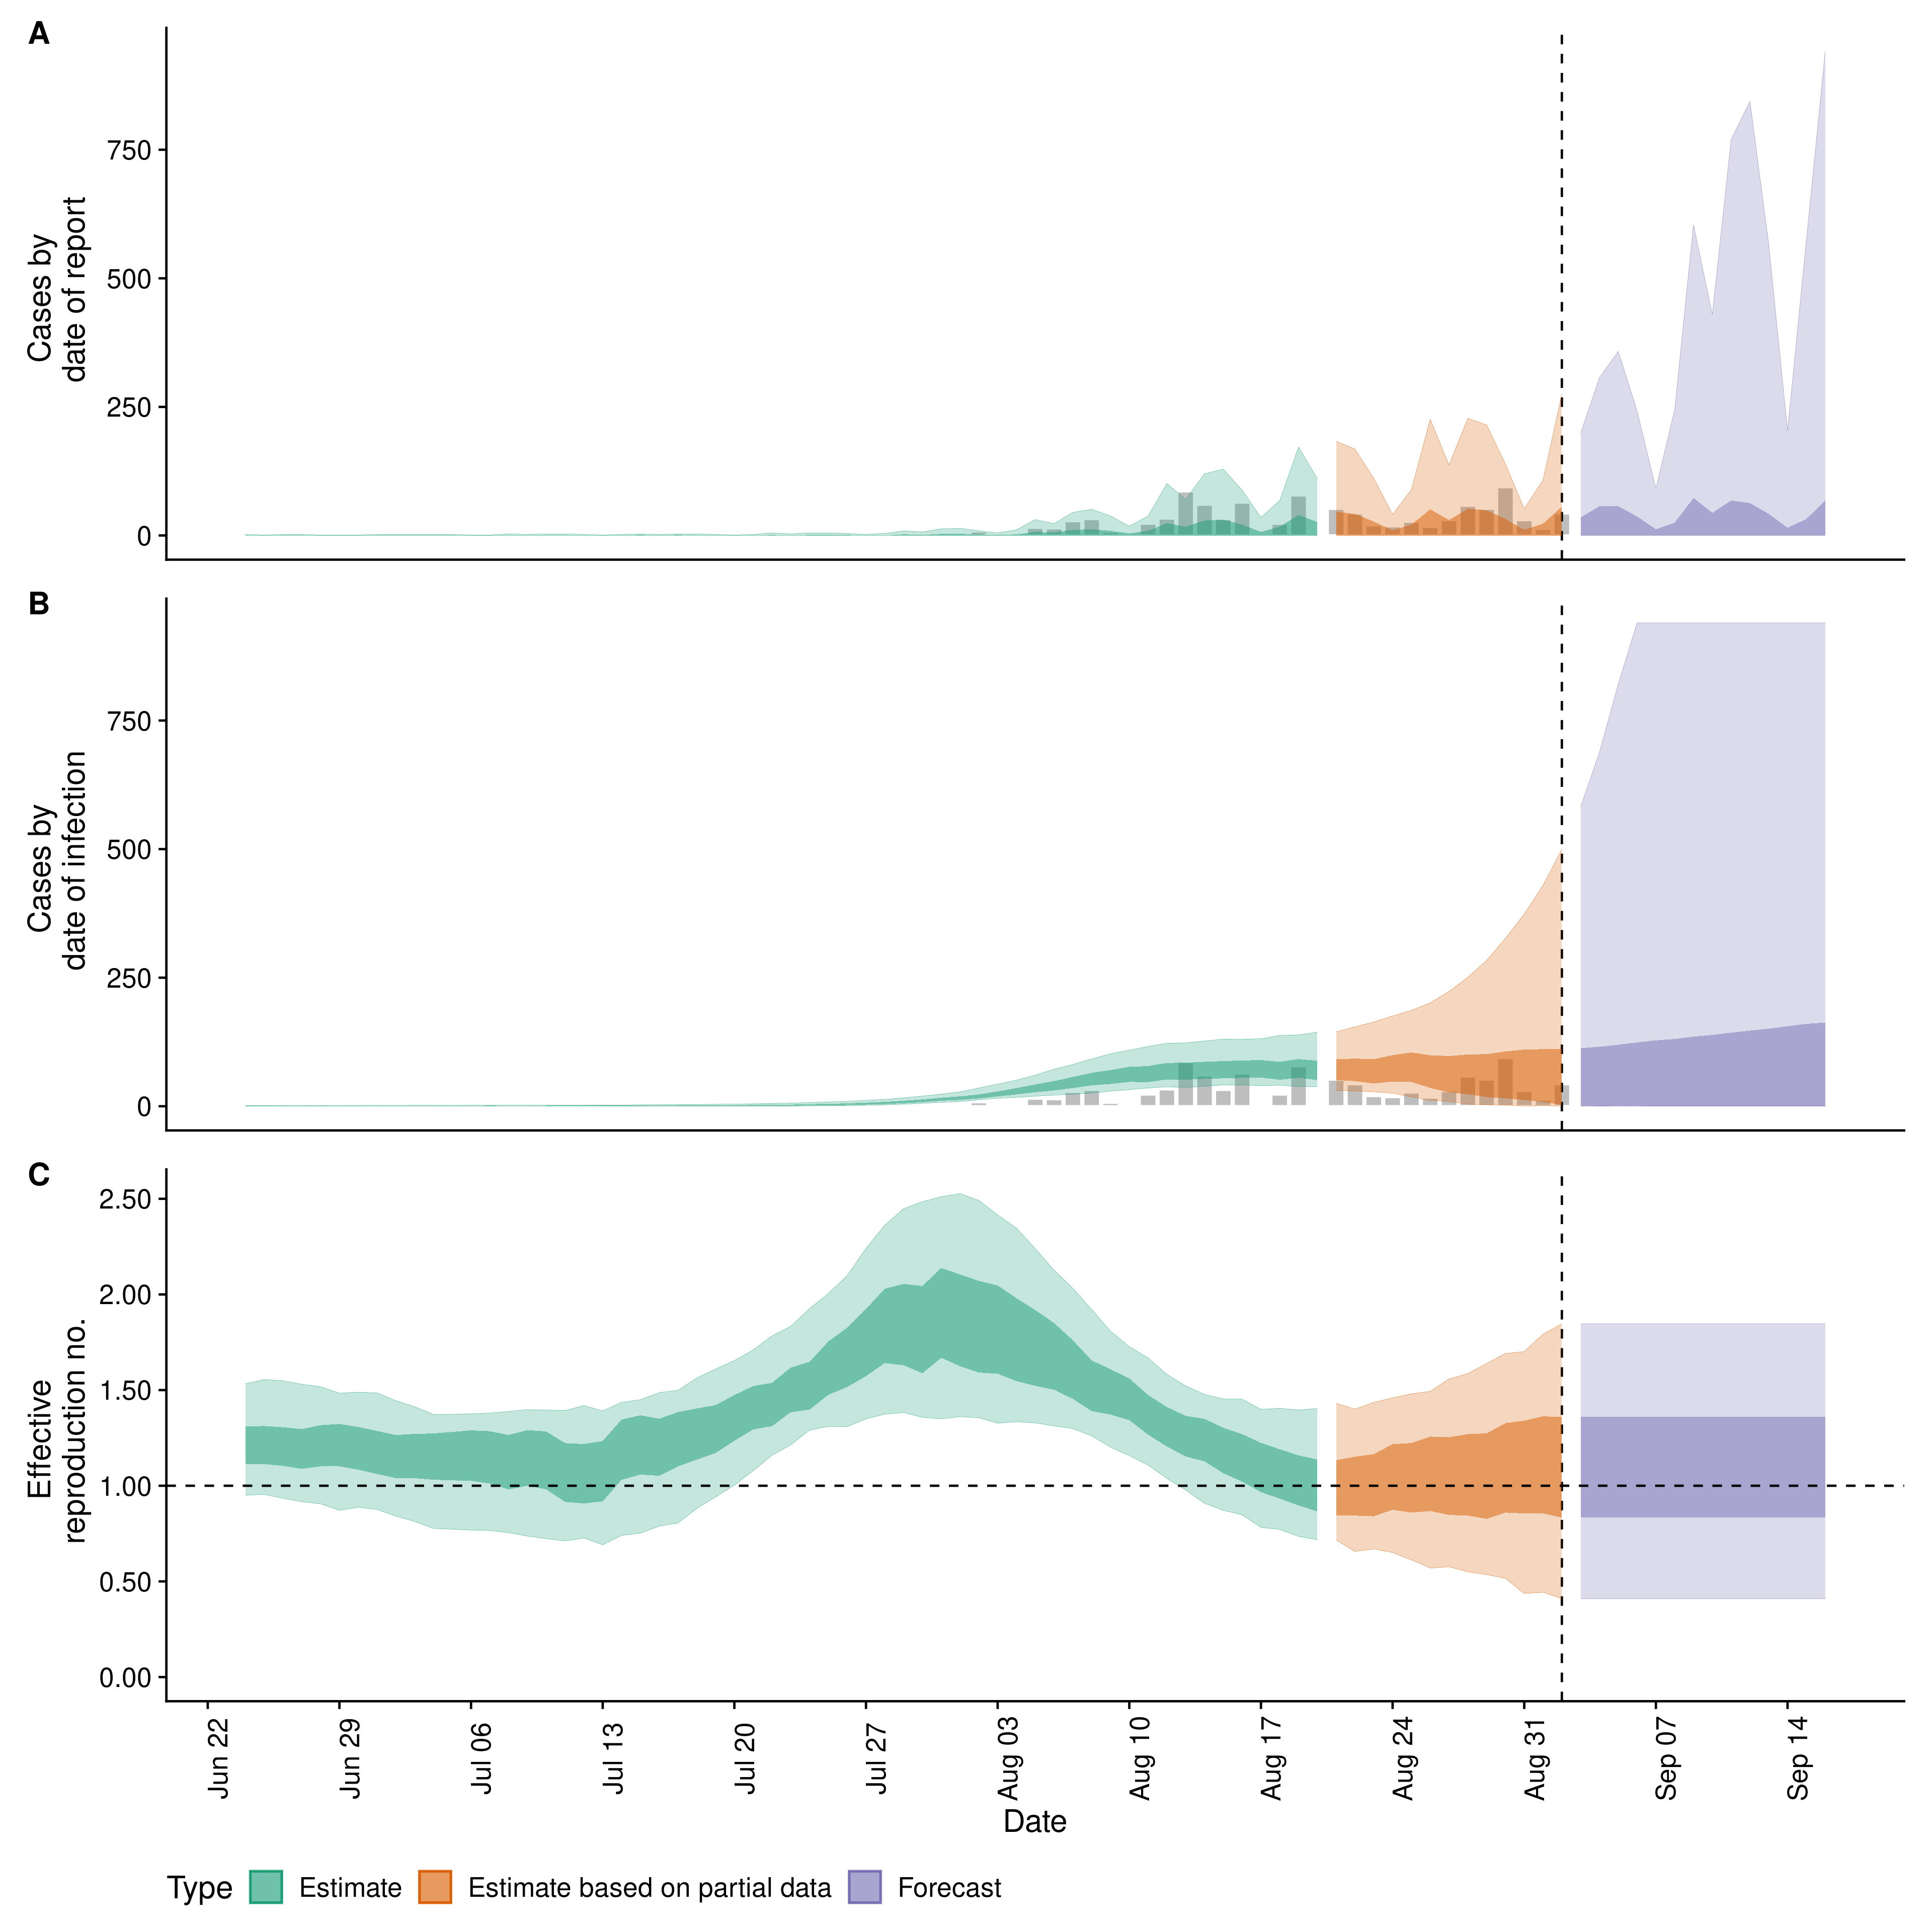 A
Cases by
date of report
750
500
250
0
B
Cases by
date of infection
750
500
250
0
C
Effective
reproduction no.
2.50
2.00
1.50
1.00
0.50
0.00
Jun 22
Jun 29
Jul 06
Jul 13
Jul 20
Jul 27
Aug 03
Aug 10
Aug 17
Aug 24
Aug 31
Sep 07
Sep 14
Date
Type Estimate Estimate based on partial data Forecast